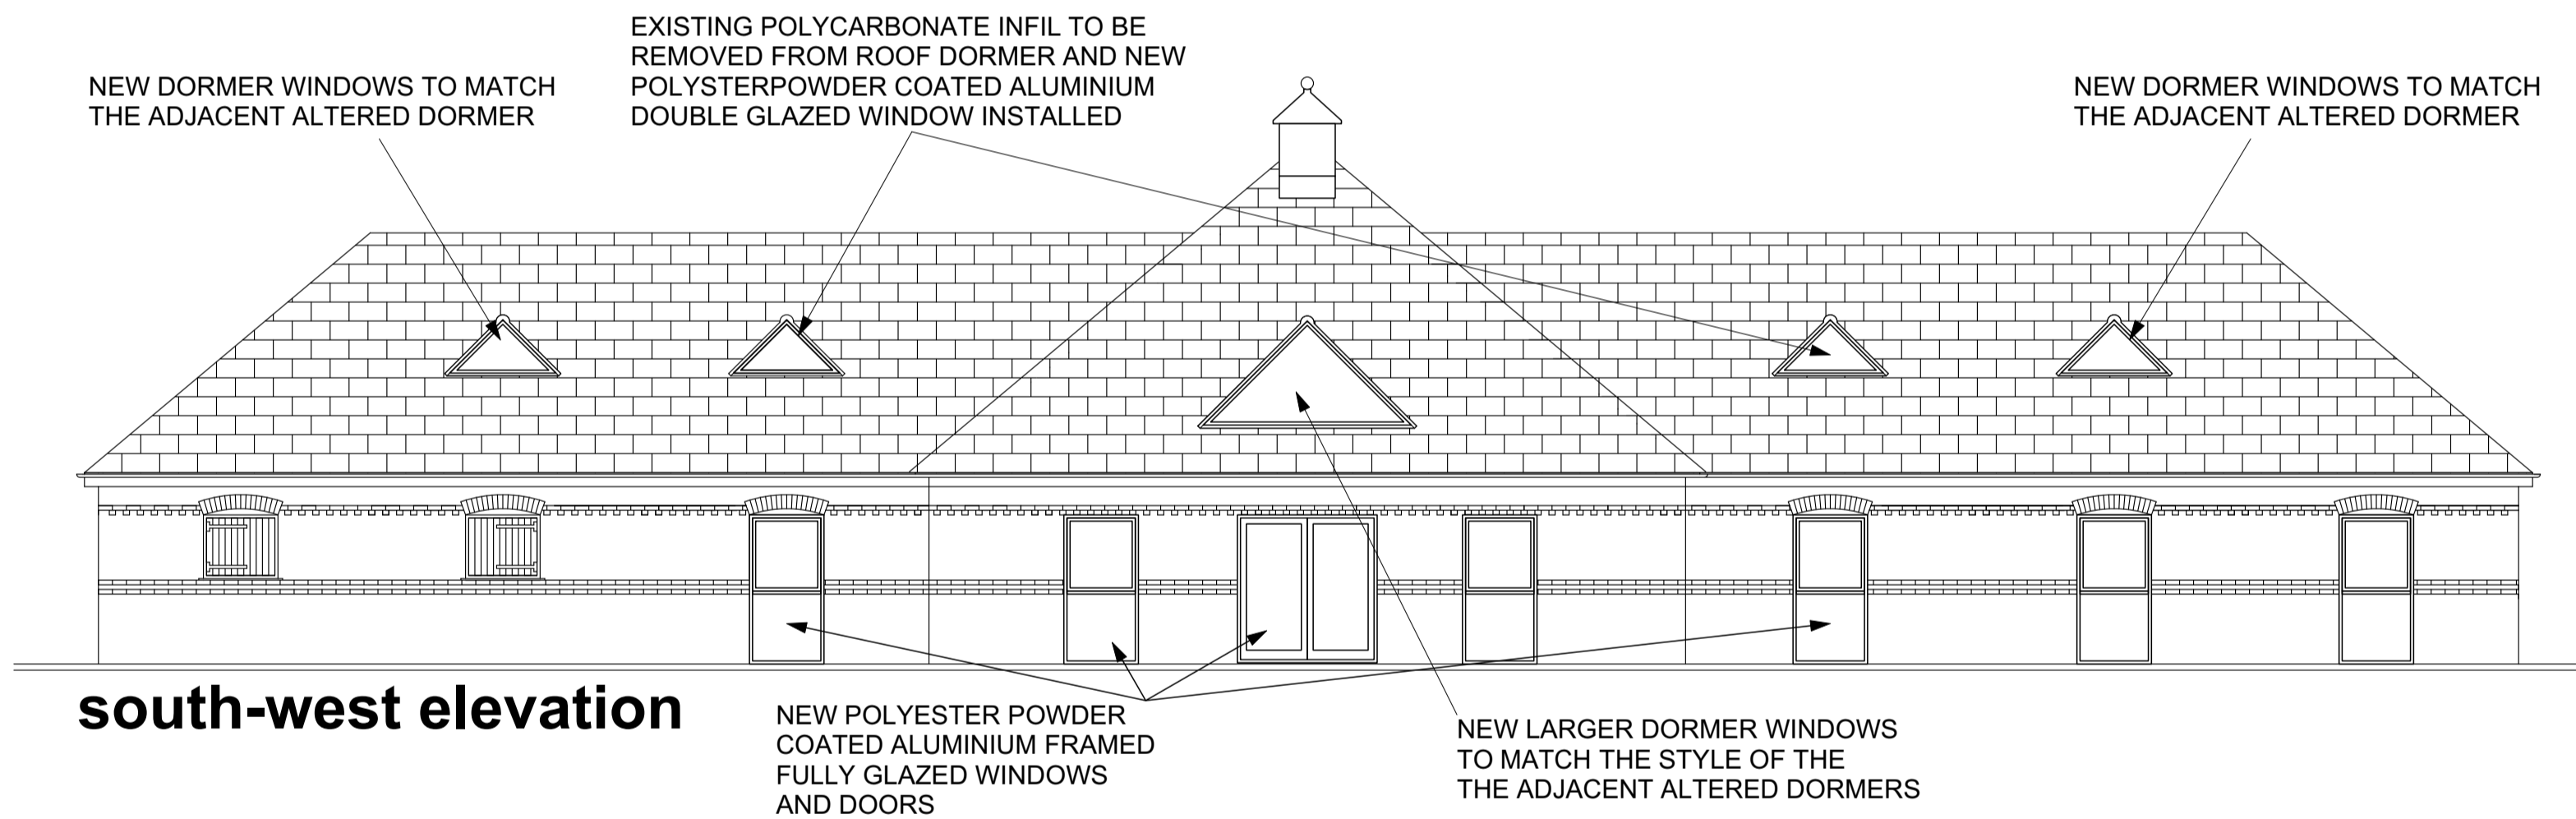 EXISTING POLYCARBONATE INFIL TO BE
REMOVED FROM ROOF DORMER AND NEW
POLYSTERPOWDER COATED ALUMINIUM
DOUBLE GLAZED WINDOW INSTALLED
NEW DORMER WINDOWS TO MATCH
THE ADJACENT ALTERED DORMER
NEW DORMER WINDOWS TO MATCH
THE ADJACENT ALTERED DORMER
south-west elevation
NEW POLYESTER POWDER
COATED ALUMINIUM FRAMED
FULLY GLAZED WINDOWS
AND DOORS
NEW LARGER DORMER WINDOWS
TO MATCH THE STYLE OF THE
THE ADJACENT ALTERED DORMERS